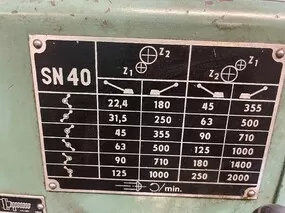 SN 40
Z₁ Z₂ Z₁ Z₂
22,4 180 45 355
31,5 250 63 500
45 355 90 710
63 500 125 1000
90 710 180 1400
125 1000 250 2000
/min.